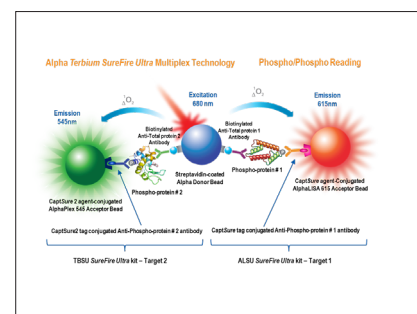 Alpha Terbium SureFire Ultra Multiplex Technology
Phospho/Phospho Reading
Excitation
680 nm
Emission
545nm
Emission
615nm
¹O₂
Δ
¹O₂
Δ
Biotinylated
Anti-Total protein 2
Antibody
Biotinylated
Anti-Total protein 1
Antibody
Streptavidin-coated
Alpha Donor Bead
Phospho-protein # 2
Phospho-protein # 1
CaptSure 2 agent-conjugated
AlphaPlex 545 Acceptor Bead
CaptSure agent-Conjugated
AlphaLISA 615 Acceptor Bead
CaptSure2 tag conjugated Anti-Phospho-protein # 2 antibody
CaptSure tag conjugated Anti-Phospho-protein # 1 antibody
TBSU SureFire Ultra kit – Target 2
ALSU SureFire Ultra kit – Target 1